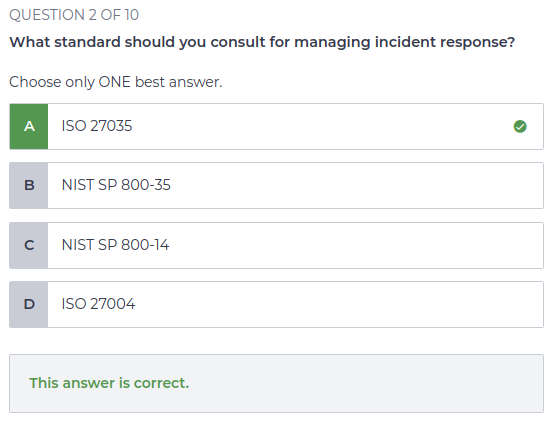 QUESTION 2 OF 10
What standard should you consult for managing incident response?
Choose only ONE best answer.
A ISO 27035
B NIST SP 800-35
C NIST SP 800-14
D ISO 27004
This answer is correct.